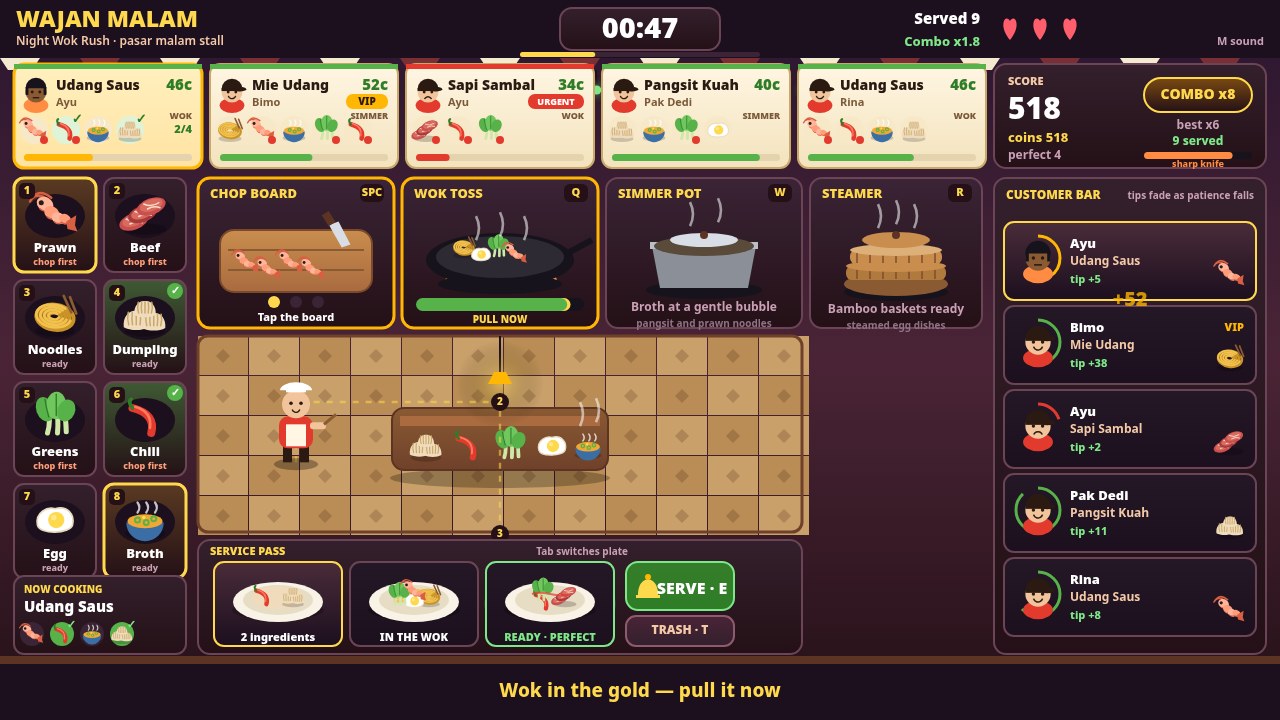 WAJAN MALAM
Night Wok Rush · pasar malam stall
00:47
Served 9
Combo x1.8
M sound
Udang Saus 46c
Ayu
WOK
2/4
Mie Udang 52c
Bimo
VIP
SIMMER
Sapi Sambal 34c
Ayu
URGENT
WOK
Pangsit Kuah 40c
Pak Dedi
SIMMER
Udang Saus 46c
Rina
WOK
SCORE
518
coins 518
perfect 4
COMBO x8
best x6
9 served
sharp knife
1
Prawn
chop first
2
Beef
chop first
3
Noodles
ready
4
Dumpling
ready
5
Greens
chop first
6
Chili
chop first
7
Egg
ready
8
Broth
ready
NOW COOKING
Udang Saus
CHOP BOARD SPC
Tap the board
WOK TOSS Q
PULL NOW
SIMMER POT W
Broth at a gentle bubble
pangsit and prawn noodles
STEAMER R
Bamboo baskets ready
steamed egg dishes
2
3
SERVICE PASS
Tab switches plate
2 ingredients
IN THE WOK
READY · PERFECT
SERVE · E
TRASH · T
CUSTOMER BAR
tips fade as patience falls
Ayu
Udang Saus
tip +5
+52
Bimo
VIP
Mie Udang
tip +38
Ayu
Sapi Sambal
tip +2
Pak Dedi
Pangsit Kuah
tip +11
Rina
Udang Saus
tip +8
Wok in the gold — pull it now